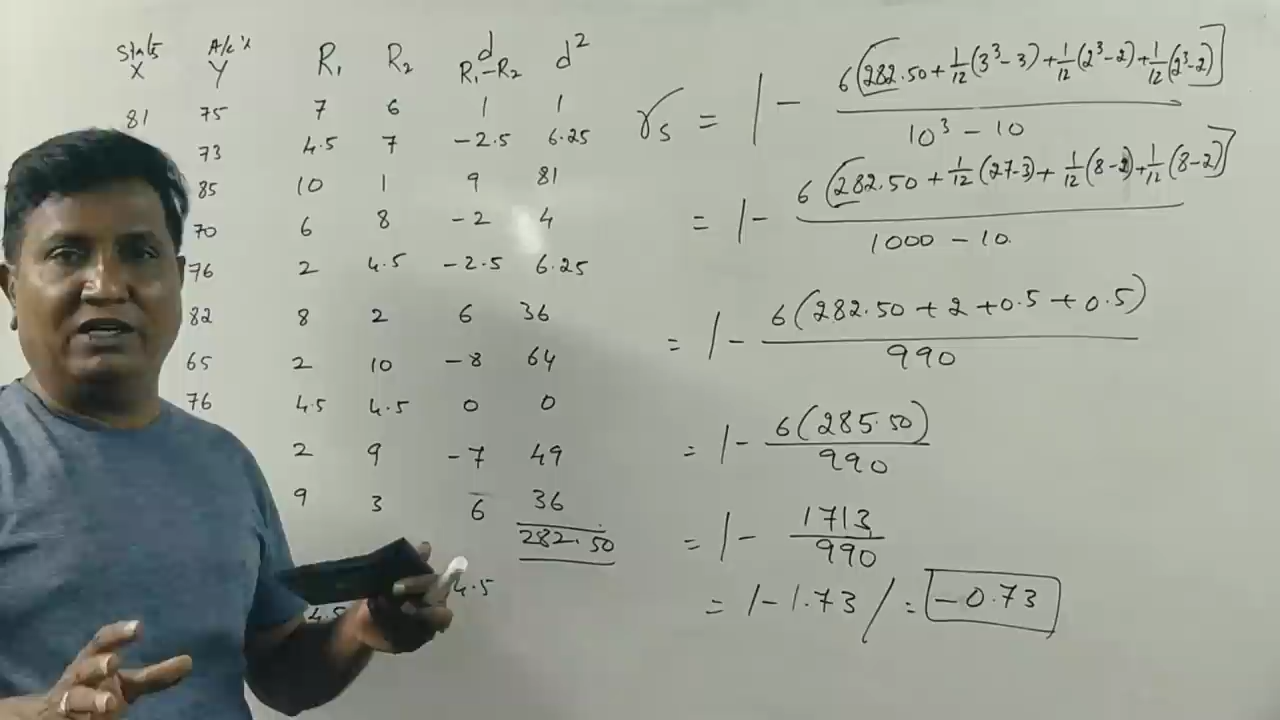 Stats A/c's R₁ R₂ d d²
X Y R₁-R₂
81 75 7 6 1 1
73 4.5 7 -2.5 6.25
85 10 1 9 81
70 6 8 -2 4
76 2 4.5 -2.5 6.25
82 8 2 6 36
65 2 10 -8 64
76 4.5 4.5 0 0
2 9 -7 49
9 3 6 36
282.50
4.5
4.5
rs = 1 - 6(282.50 + 1/12(3³-3) + 1/12(2³-2) + 1/12(2³-2)]
10³ - 10
= 1 - 6(282.50 + 1/12(27-3) + 1/12(8-2) + 1/12(8-2)]
1000 - 10.
= 1 - 6(282.50 + 2 + 0.5 + 0.5)
990
= 1 - 6(285.50)
990
= 1 - 1713
990
= 1 - 1.73 / = -0.73